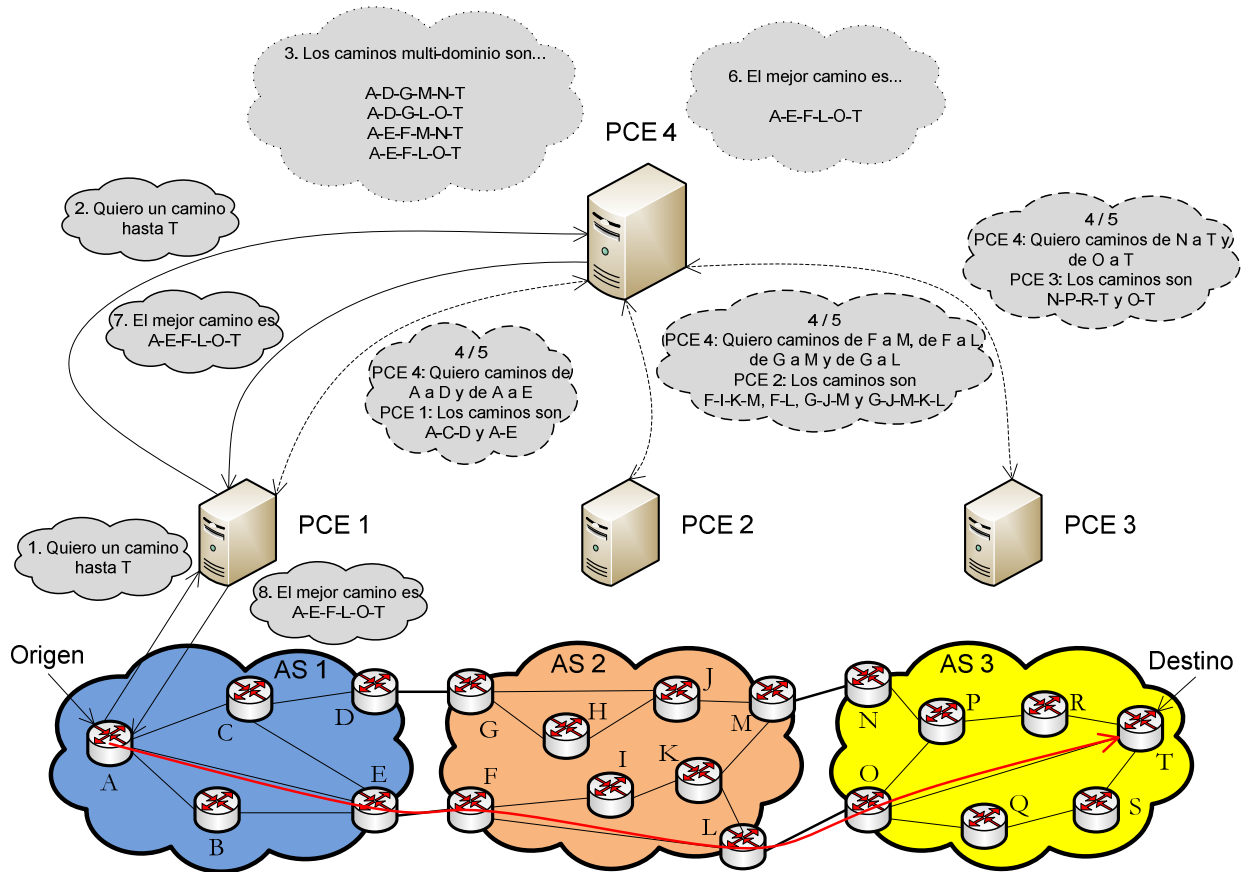 3. Los caminos multi-dominio son...
A-D-G-M-N-T
A-D-G-L-O-T
A-E-F-M-N-T
A-E-F-L-O-T
6. El mejor camino es...
A-E-F-L-O-T
PCE 4
2. Quiero un camino
hasta T
4 / 5
PCE 4: Quiero caminos de N a T y
de O a T
PCE 3: Los caminos son
N-P-R-T y O-T
7. El mejor camino es
A-E-F-L-O-T
4 / 5
PCE 4: Quiero caminos de
A a D y de A a E
PCE 1: Los caminos son
A-C-D y A-E
4 / 5
PCE 4: Quiero caminos de F a M, de F a L,
de G a M y de G a L
PCE 2: Los caminos son
F-I-K-M, F-L, G-J-M y G-J-M-K-L
PCE 1
PCE 2
PCE 3
1. Quiero un camino
hasta T
8. El mejor camino es
A-E-F-L-O-T
Origen
AS 1
AS 2
AS 3
Destino
A
B
C
D
E
F
G
H
I
J
K
L
M
N
O
P
Q
R
S
T